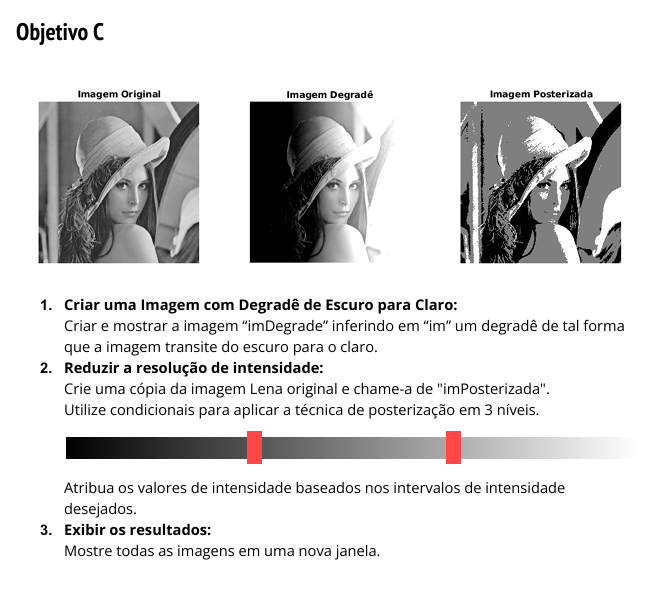 Objetivo C
Imagem Original
Imagem Degradê
Imagem Posterizada
1. Criar uma Imagem com Degradê de Escuro para Claro:
Criar e mostrar a imagem “imDegrade” inferindo em “im” um degradê de tal forma
que a imagem transite do escuro para o claro.
2. Reduzir a resolução de intensidade:
Crie uma cópia da imagem Lena original e chame-a de "imPosterizada".
Utilize condicionais para aplicar a técnica de posterização em 3 níveis.
Atribua os valores de intensidade baseados nos intervalos de intensidade
desejados.
3. Exibir os resultados:
Mostre todas as imagens em uma nova janela.